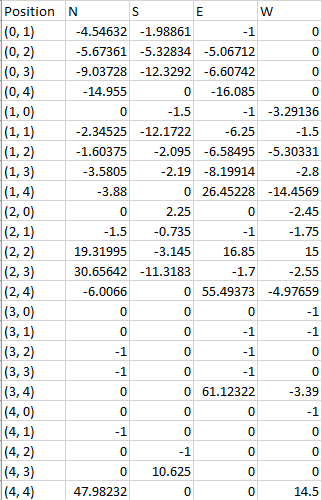 Position N S E W
(0, 1) -4.54632 -1.98861 -1 0
(0, 2) -5.67361 -5.32834 -5.06712 0
(0, 3) -9.03728 -12.3292 -6.60742 0
(0, 4) -14.955 0 -16.085 0
(1, 0) 0 -1.5 -1 -3.29136
(1, 1) -2.34525 -12.1722 -6.25 -1.5
(1, 2) -1.60375 -2.095 -6.58495 -5.30331
(1, 3) -3.5805 -2.19 -8.19914 -2.8
(1, 4) -3.88 0 26.45228 -14.4569
(2, 0) 0 2.25 0 -2.45
(2, 1) -1.5 -0.735 -1 -1.75
(2, 2) 19.31995 -3.145 16.85 15
(2, 3) 30.65642 -11.3183 -1.7 -2.55
(2, 4) -6.0066 0 55.49373 -4.97659
(3, 0) 0 0 0 -1
(3, 1) 0 0 -1 -1
(3, 2) -1 0 -1 0
(3, 3) -1 0 -1 0
(3, 4) 0 0 61.12322 -3.39
(4, 0) 0 0 0 -1
(4, 1) -1 0 0 0
(4, 2) 0 -1 0 0
(4, 3) 0 10.625 0 0
(4, 4) 47.98232 0 0 14.5